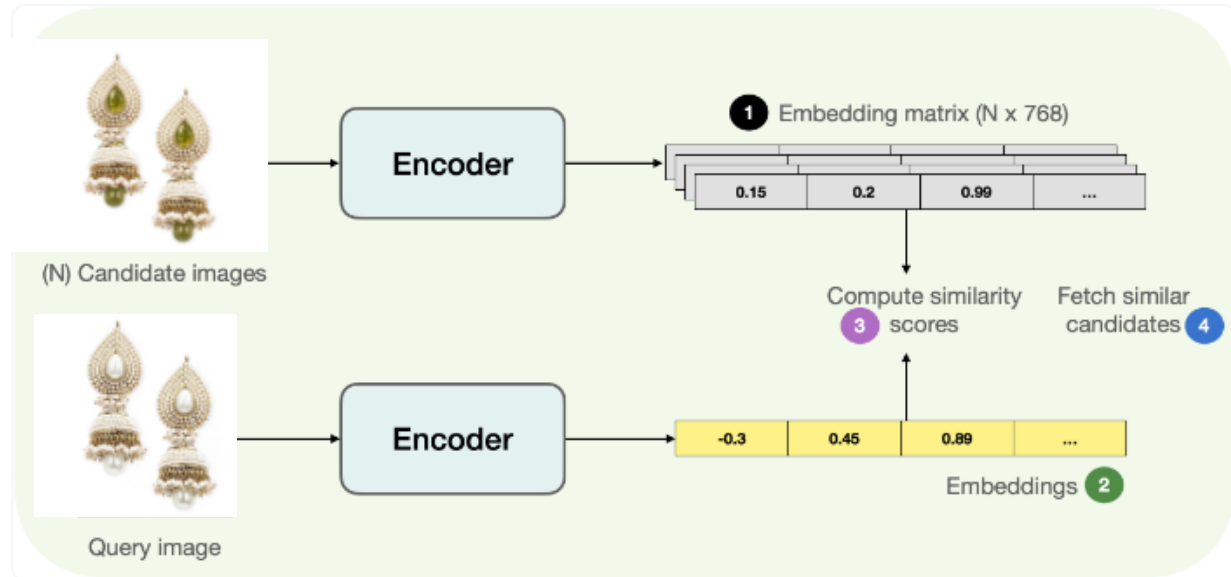 (N) Candidate images
Encoder
1 Embedding matrix (N x 768)
0.15 0.2 0.99 ...
Compute similarity
3 scores
Fetch similar
candidates 4
Query image
Encoder
-0.3 0.45 0.89 ...
Embeddings 2